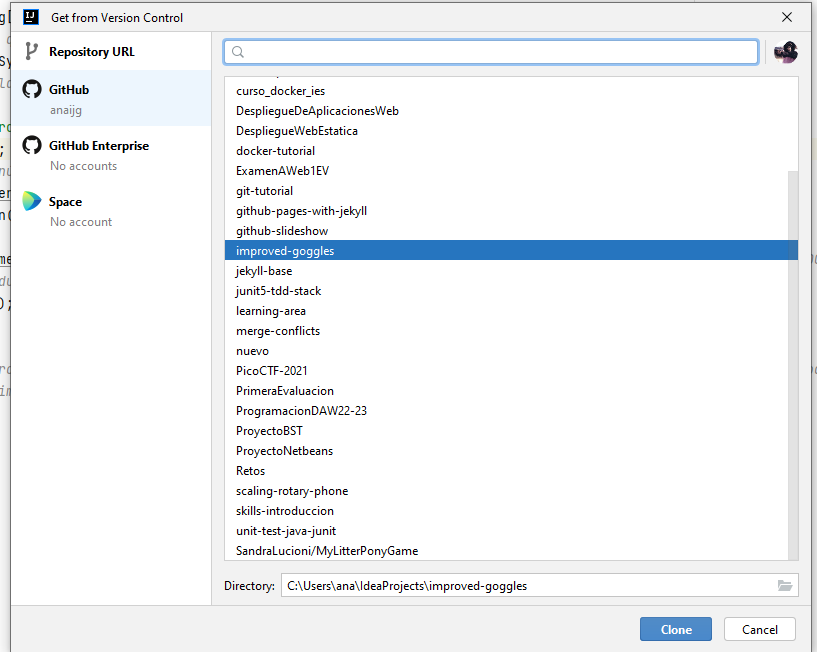 IJ
Get from Version Control
Repository URL
GitHub
anaijg
GitHub Enterprise
No accounts
Space
No account
curso_docker_ies
DespliegueDeAplicacionesWeb
DespliegueWebEstatica
docker-tutorial
ExamenAWeb1EV
git-tutorial
github-pages-with-jekyll
github-slideshow
improved-goggles
jekyll-base
junit5-tdd-stack
learning-area
merge-conflicts
nuevo
PicoCTF-2021
PrimeraEvaluacion
ProgramacionDAW22-23
ProyectoBST
ProyectoNetbeans
Retos
scaling-rotary-phone
skills-introduccion
unit-test-java-junit
SandraLucioni/MyLitterPonyGame
Directory: C:\Users\ana\IdeaProjects\improved-goggles
Clone
Cancel